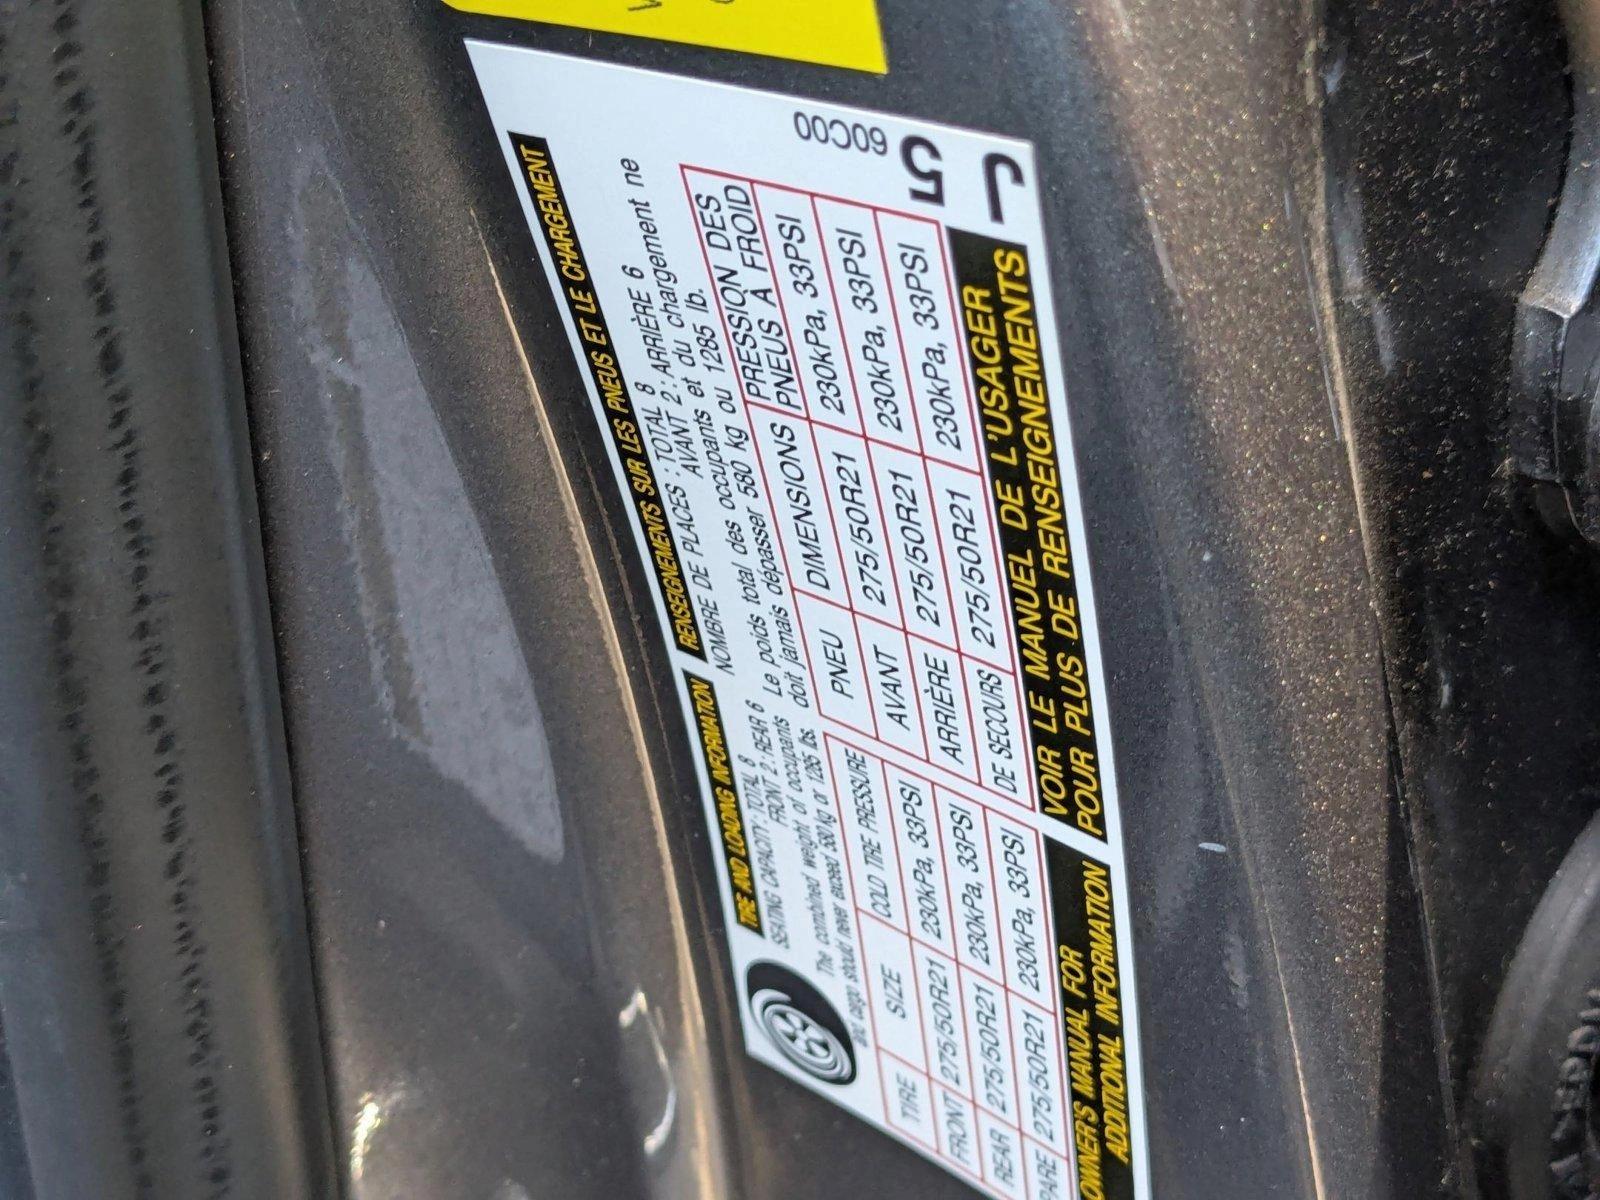 TIRE AND LOADING INFORMATION
SEATING CAPACITY : TOTAL 8
FRONT 2 : REAR 6
The combined weight of occupants
and cargo should never exceed 580 kg or 1285 lbs.
TIRE SIZE COLD TIRE PRESSURE
FRONT 275/50R21 230kPa, 33PSI
REAR 275/50R21 230kPa, 33PSI
PARE 275/50R21 230kPa, 33PSI
OWNER'S MANUAL FOR
ADDITIONAL INFORMATION
RENSEIGNEMENTS SUR LES PNEUS ET LE CHARGEMENT
NOMBRE DE PLACES : TOTAL 8
AVANT 2 : ARRIÈRE 6
Le poids total des occupants et du chargement ne
doit jamais dépasser 580 kg ou 1285 lb.
PNEU DIMENSIONS PRESSION DES
PNEUS À FROID
AVANT 275/50R21 230kPa, 33PSI
ARRIÈRE 275/50R21 230kPa, 33PSI
DE SECOURS 275/50R21 230kPa, 33PSI
VOIR LE MANUEL DE L'USAGER
POUR PLUS DE RENSEIGNEMENTS
60C00
5
J